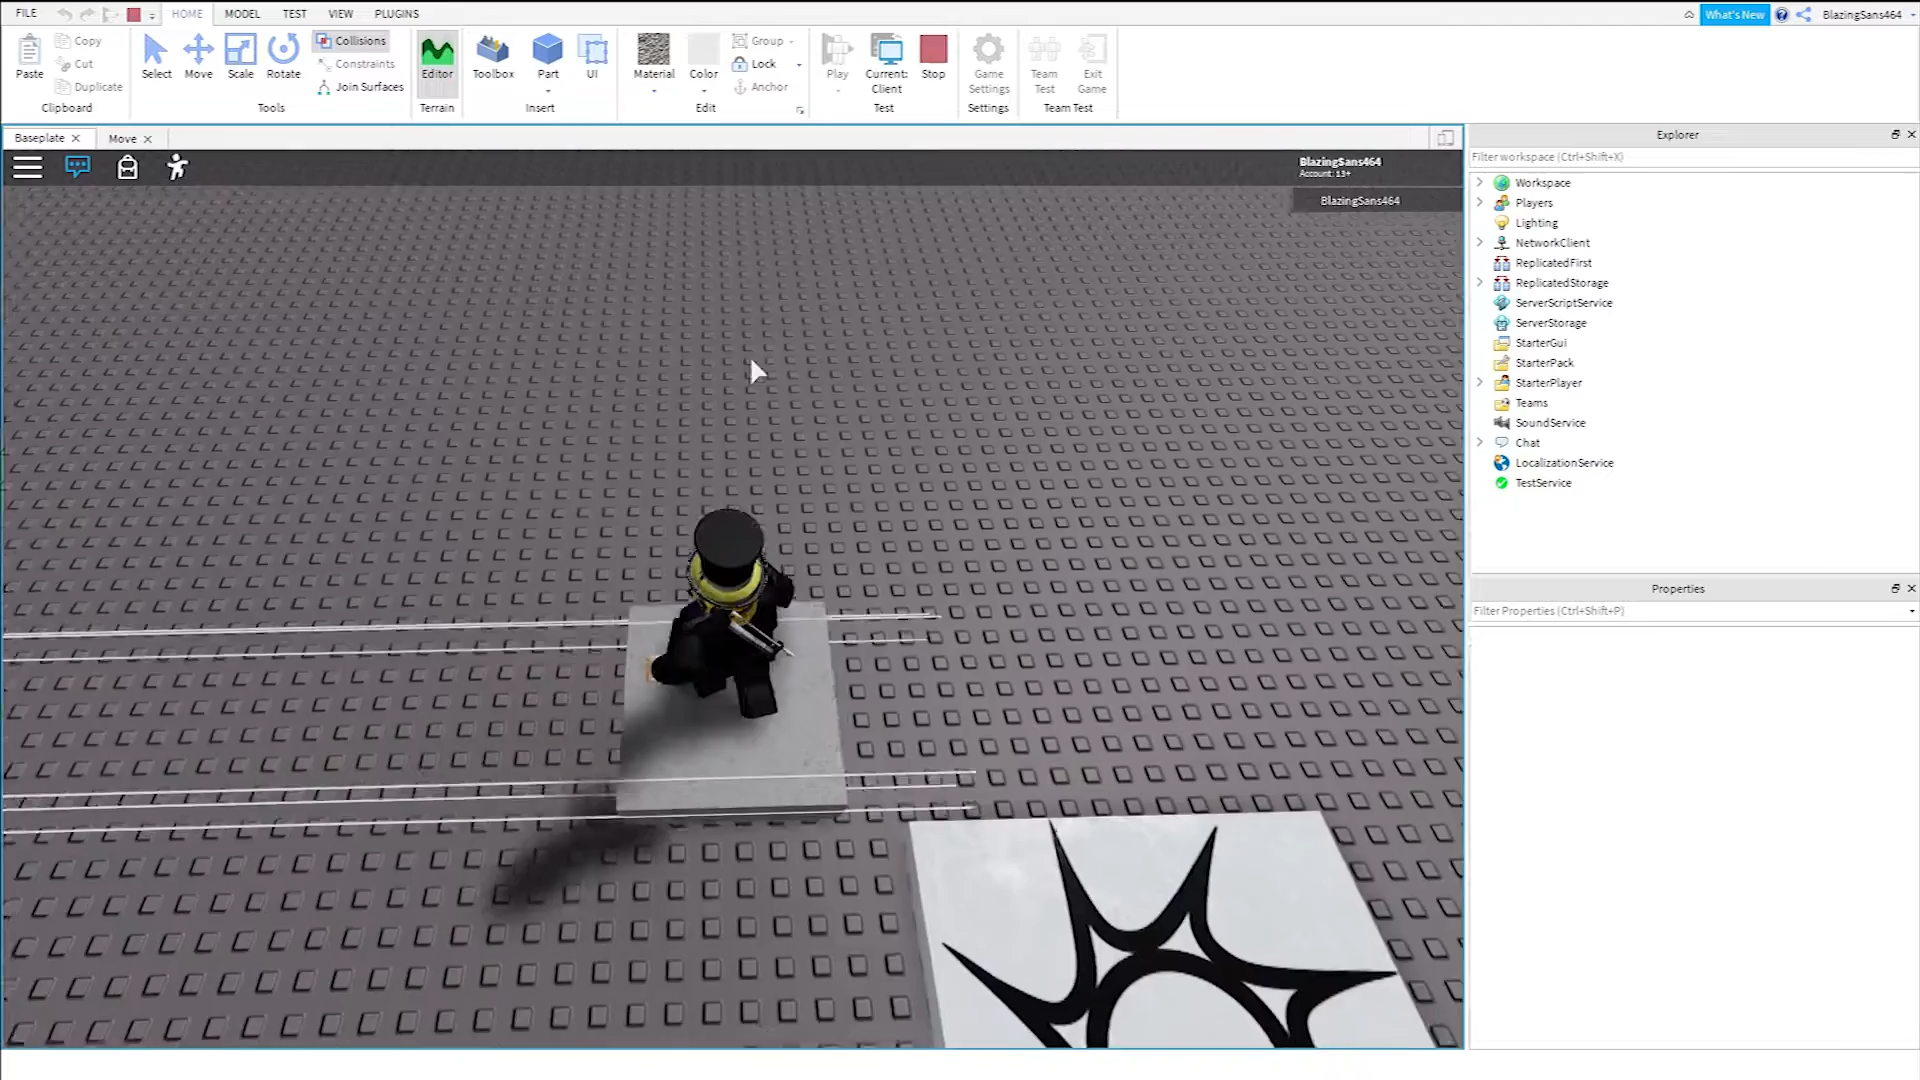 FILE
HOME
MODEL
TEST
VIEW
PLUGINS
What's New
BlazingSans464
Paste
Copy
Cut
Duplicate
Clipboard
Select
Move
Scale
Rotate
Collisions
Constraints
Join Surfaces
Tools
Editor
Terrain
Toolbox
Part
UI
Insert
Material
Color
Group
Lock
Anchor
Edit
Play
Current:
Client
Stop
Test
Game
Settings
Settings
Team
Test
Exit
Game
Team Test
Baseplate
Move
BlazingSans464
Account: 13+
BlazingSans464
Explorer
Filter workspace (Ctrl+Shift+X)
Workspace
Players
Lighting
NetworkClient
ReplicatedFirst
ReplicatedStorage
ServerScriptService
ServerStorage
StarterGui
StarterPack
StarterPlayer
Teams
SoundService
Chat
LocalizationService
TestService
Properties
Filter Properties (Ctrl+Shift+P)